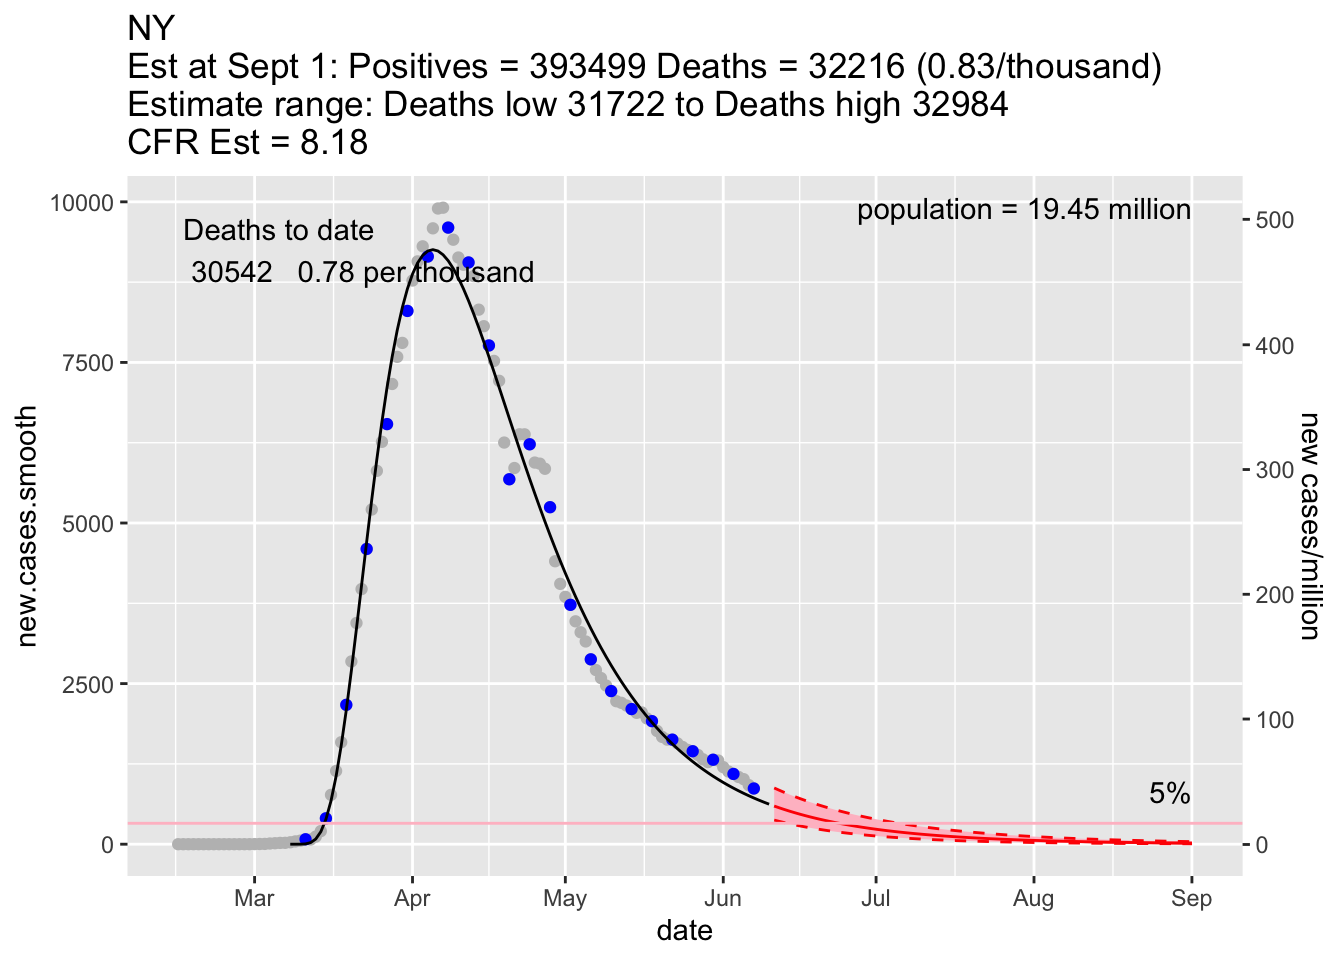 NY
Est at Sept 1: Positives = 393499 Deaths = 32216 (0.83/thousand)
Estimate range: Deaths low 31722 to Deaths high 32984
CFR Est = 8.18
Deaths to date
30542 0.78 per thousand
population = 19.45 million
5%
new.cases.smooth
10000
7500
5000
2500
0
new cases/million
500
400
300
200
100
0
Mar Apr May Jun Jul Aug Sep
date